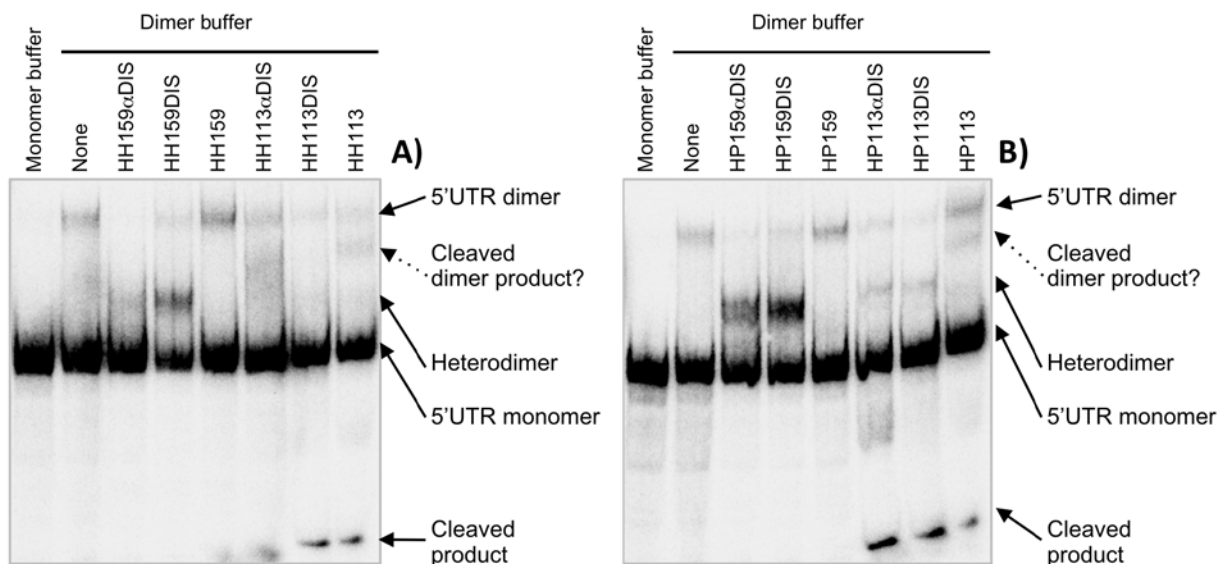 Dimer buffer
Monomer buffer
None
HH159αDIS
HH159DIS
HH159
HH113αDIS
HH113DIS
HH113
A)
5'UTR dimer
Cleaved
dimer product?
Heterodimer
5'UTR monomer
Cleaved
product
Dimer buffer
Monomer buffer
None
HP159αDIS
HP159DIS
HP159
HP113αDIS
HP113DIS
HP113
B)
5'UTR dimer
Cleaved
dimer product?
Heterodimer
5'UTR monomer
Cleaved
product